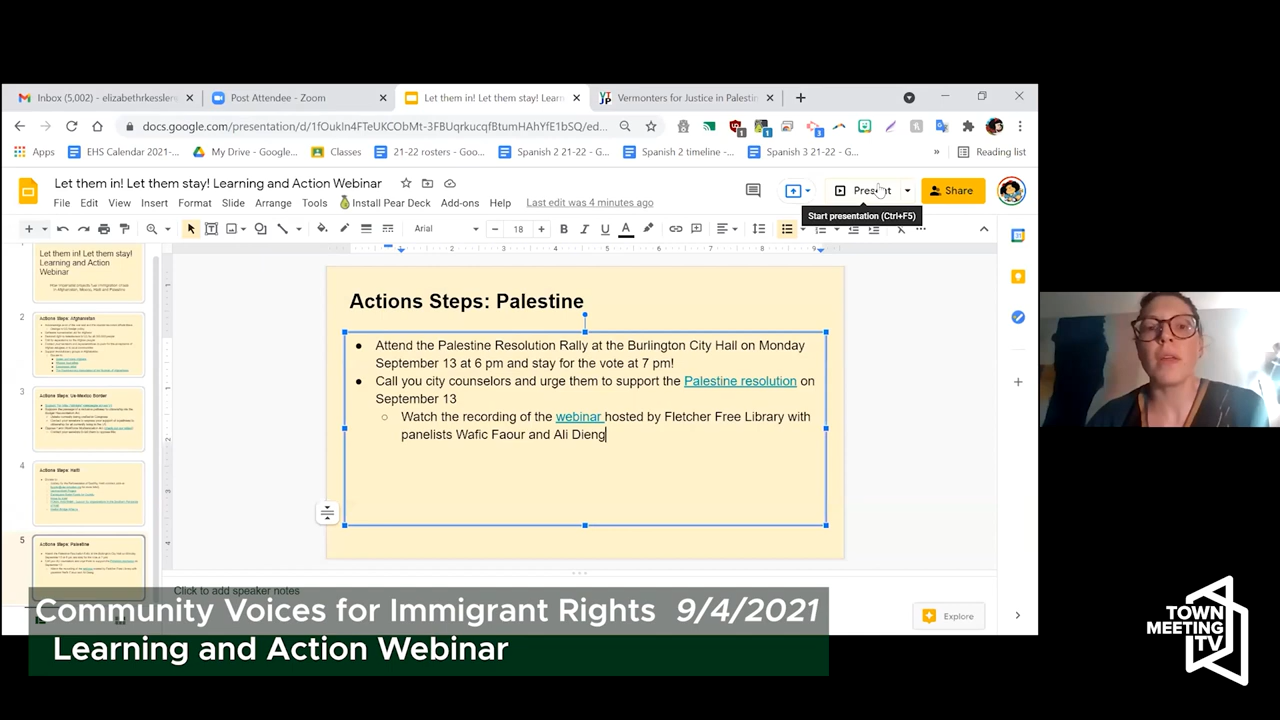 Inbox (5,002) - elizabethrkesslere
Post Attendee - Zoom
Let them in! Let them stay! Learn
Vermonters for Justice in Palestin
docs.google.com/presentation/d/1fOukIn4FTeUKCObMt-3FBUqrkucqfBtumHAhYfE1bSQ/ed...
Apps
EHS Calendar 2021-...
My Drive - Google...
Classes
21-22 rosters - Goo...
Spanish 2 21-22 - G...
Spanish 2 timeline -...
Spanish 3 21-22 - G...
»
Reading list
Let them in! Let them stay! Learning and Action Webinar
Present
Share
File Edit View Insert Format Slide Arrange Tools Install Pear Deck Add-ons Help Last edit was 4 minutes ago
Start presentation (Ctrl+F5)
Arial
18
Let them in! Let them stay!
Learning and Action
Webinar
2
Actions Steps: Afghanistan
3
Actions Steps: Us-Mexico Border
4
Actions Steps: Haiti
5
Actions Steps: Palestine
Actions Steps: Palestine
● Attend the Palestine Resolution Rally at the Burlington City Hall on Monday
September 13 at 5 pm and stay for the vote at 7 pm!
● Call you city counselors and urge them to support the Palestine resolution on
September 13
○ Watch the recording of the webinar hosted by Fletcher Free Library with
panelists Wafic Faour and Ali Dieng
Click to add speaker notes
Explore
Community Voices for Immigrant Rights 9/4/2021
Learning and Action Webinar
TOWN
MEETING
TV